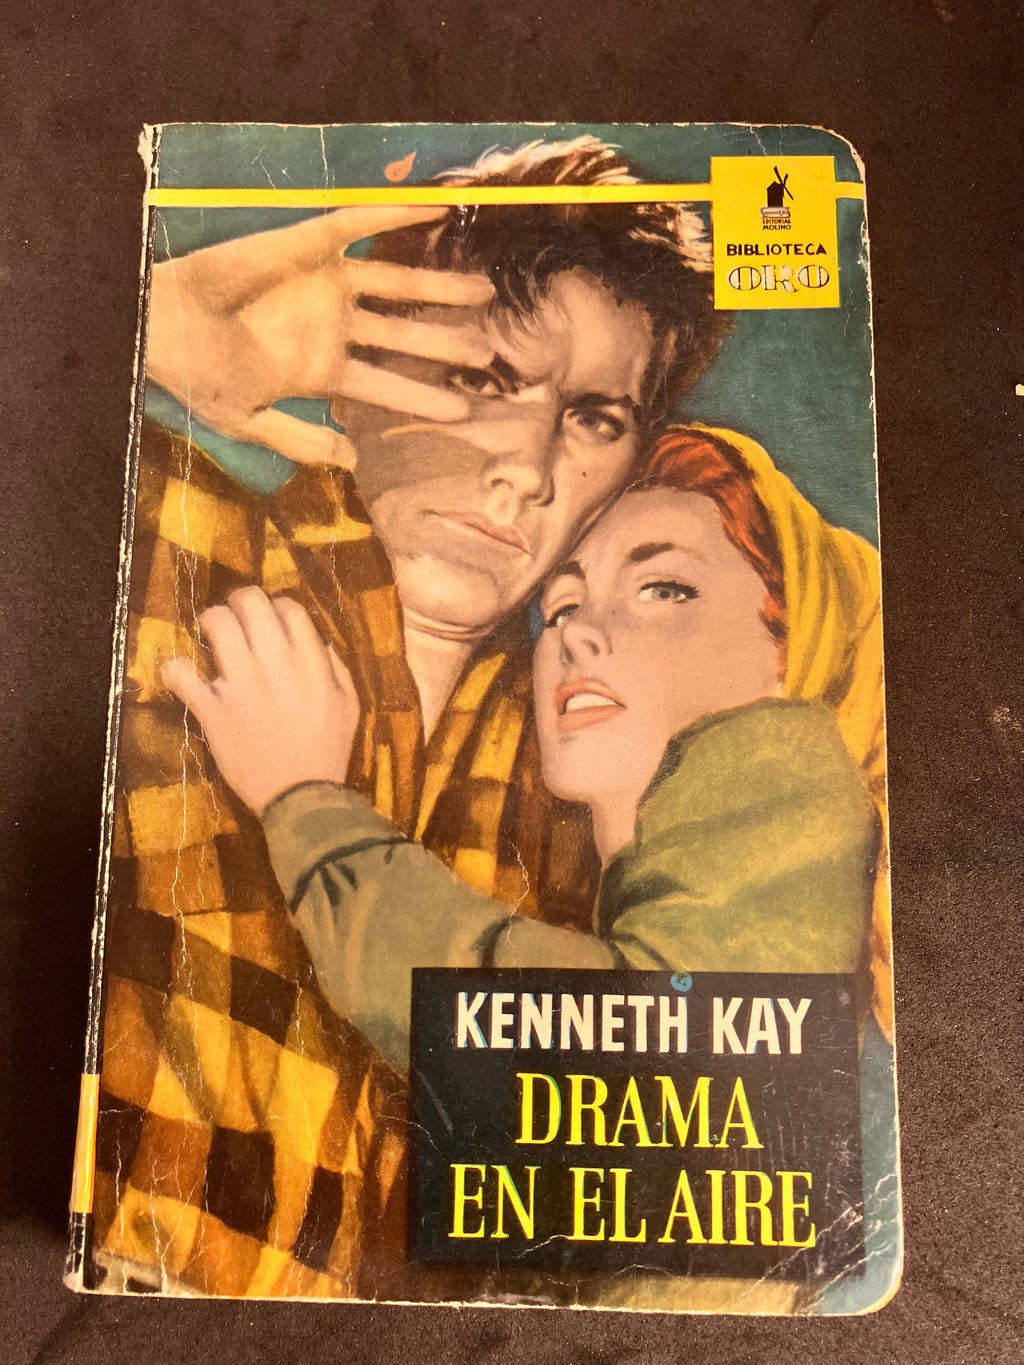 EDITORIAL
MOLINO
BIBLIOTECA
ORO
KENNETH KAY
DRAMA
EN EL AIRE